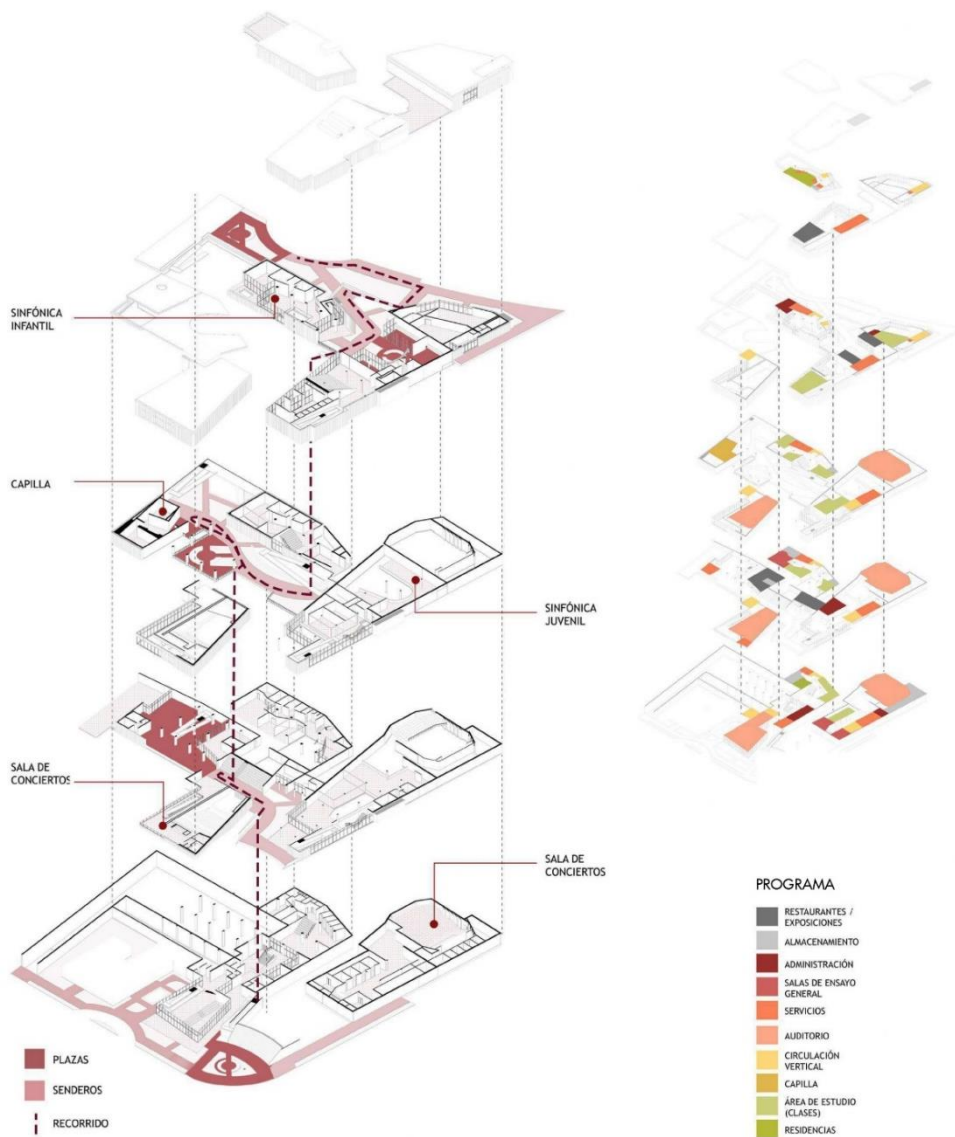 SINFÓNICA
INFANTIL
CAPILLA
SINFÓNICA
JUVENIL
SALA DE
CONCIERTOS
SALA DE
CONCIERTOS
PLAZAS
SENDEROS
RECORRIDO
PROGRAMA
RESTAURANTES /
EXPOSICIONES
ALMACENAMIENTO
ADMINISTRACIÓN
SALAS DE ENSAYO
GENERAL
SERVICIOS
AUDITORIO
CIRCULACIÓN
VERTICAL
CAPILLA
ÁREA DE ESTUDIO
(CLASES)
RESIDENCIAS